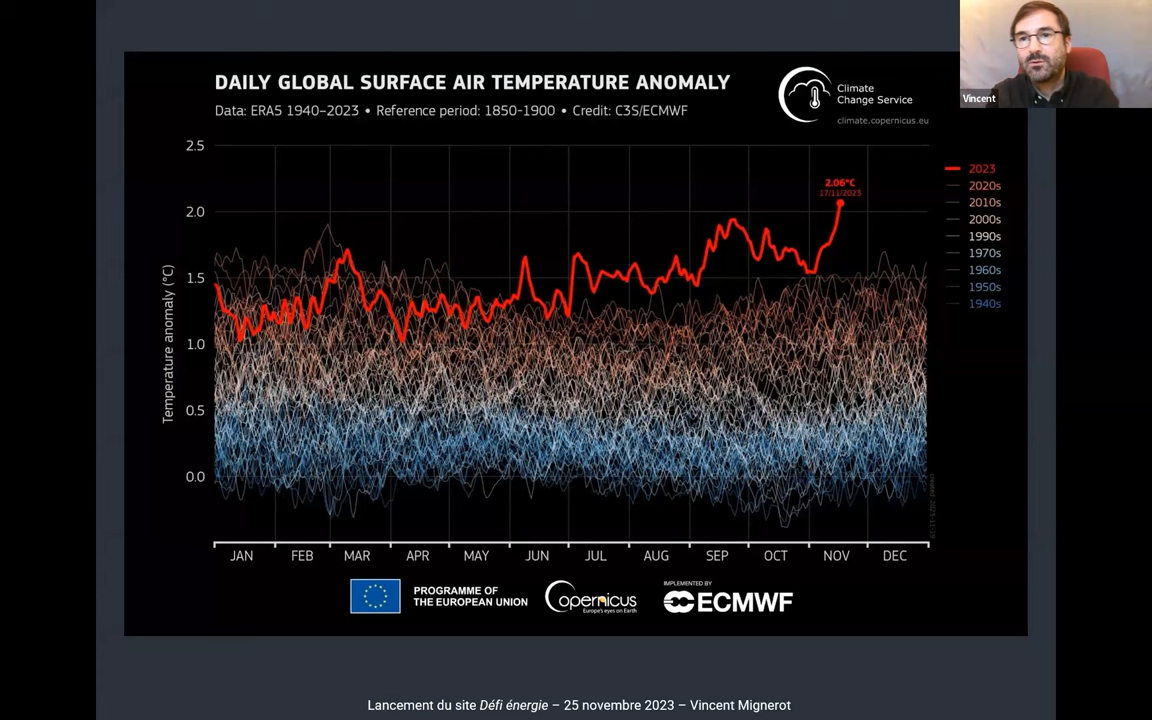 DAILY GLOBAL SURFACE AIR TEMPERATURE ANOMALY
Data: ERA5 1940–2023 • Reference period: 1850-1900 • Credit: C3S/ECMWF
Climate
Change Service
climate.copernicus.eu
Vincent
2.5
2.0
1.5
1.0
0.5
0.0
Temperature anomaly (°C)
2.06°C
17/11/2023
2023
2020s
2010s
2000s
1990s
1970s
1960s
1950s
1940s
JAN FEB MAR APR MAY JUN JUL AUG SEP OCT NOV DEC
PROGRAMME OF
THE EUROPEAN UNION
Copernicus
Europe's eyes on Earth
IMPLEMENTED BY
ECMWF
Lancement du site Défi énergie – 25 novembre 2023 – Vincent Mignerot